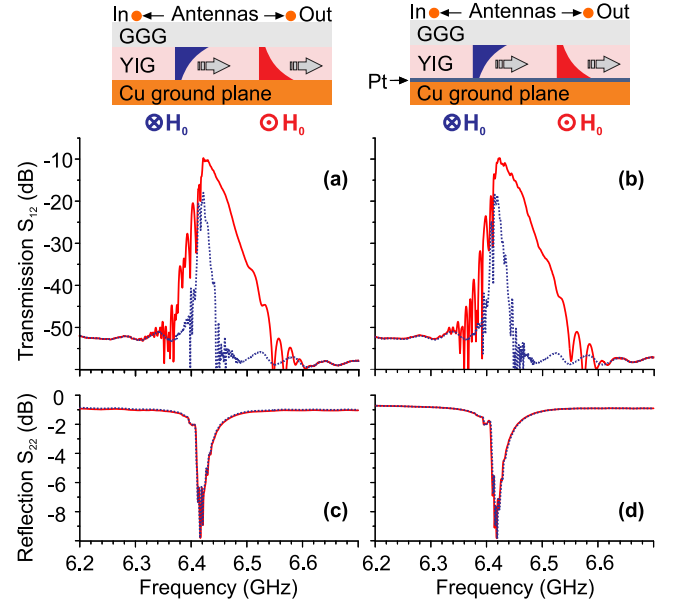 In Antennas Out
GGG
YIG
Cu ground plane
⊗H₀ ⊙H₀
In Antennas Out
GGG
YIG
Pt
Cu ground plane
⊗H₀ ⊙H₀
Transmission S₁₂ (dB)
-10
-20
-30
-40
-50
(a)
(b)
Reflection S₂₂ (dB)
0
-2
-4
-6
-8
(c)
(d)
6.2 6.3 6.4 6.5 6.6
Frequency (GHz)
6.2 6.3 6.4 6.5 6.6
Frequency (GHz)